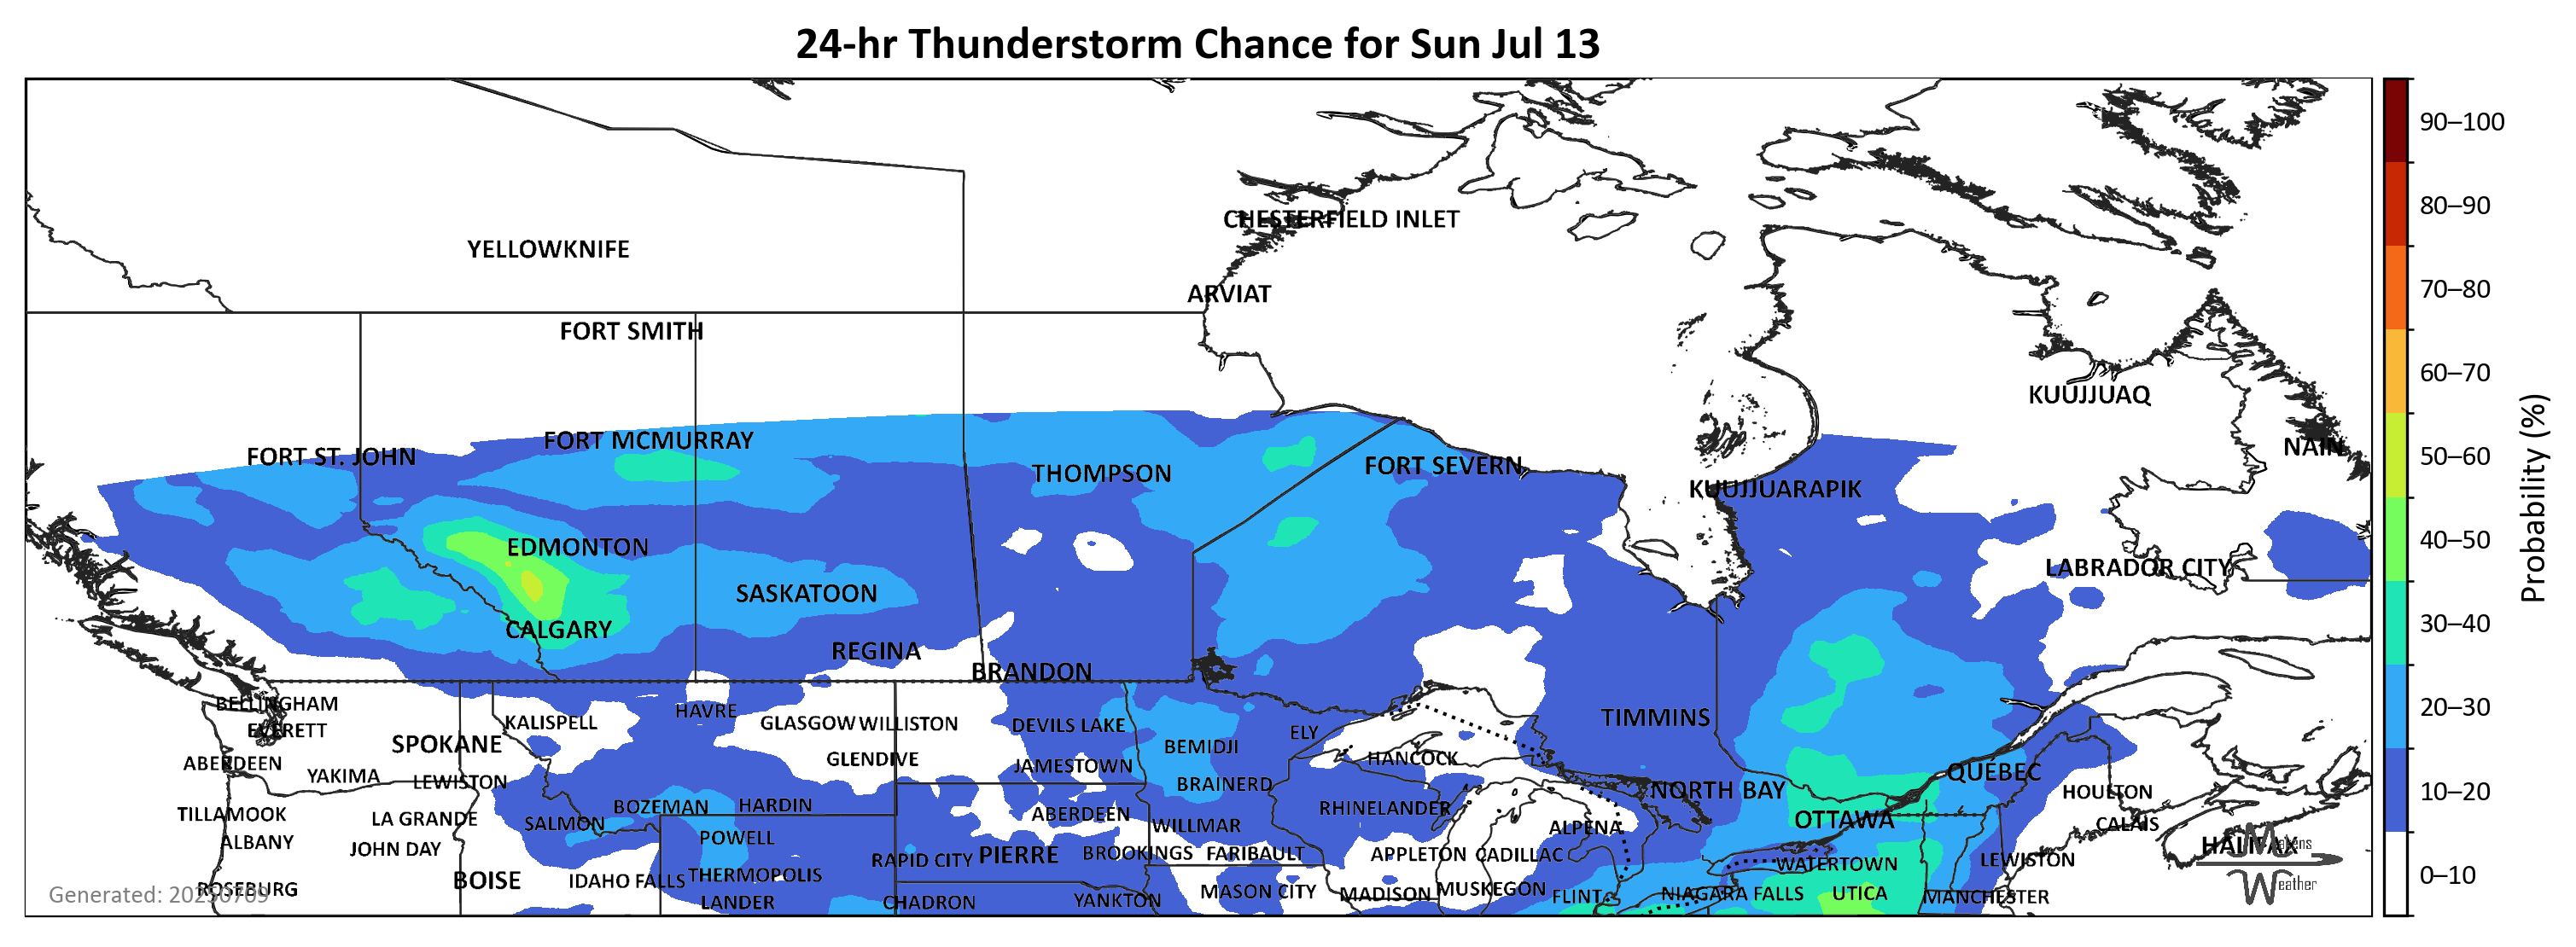 24-hr Thunderstorm Chance for Sun Jul 13
90–100
80–90
CHESTERFIELD INLET
YELLOWKNIFE
70–80
ARVIAT
FORT SMITH
60–70
KUUJJUAQ
FORT MCMURRAY
NAIN
50–60
FORT ST. JOHN
FORT SEVERN
THOMPSON
KUUJJUARAPIK
Probability (%)
40–50
EDMONTON
LABRADOR CITY
SASKATOON
30–40
CALGARY
REGINA
BRANDON
BELLINGHAM
HAVRE
20–30
TIMMINS
KALISPELL
GLASGOW WILLISTON
DEVILS LAKE
EVERETT
ELY
SPOKANE
BEMIDJI
HANCOCK
GLENDIVE
ABERDEEN
JAMESTOWN
QUÉBEC
YAKIMA
LEWISTON
BRAINERD
NORTH BAY
10–20
HOULTON
BOZEMAN
HARDIN
RHINELANDER
TILLAMOOK
LA GRANDE
ABERDEEN
OTTAWA
SALMON
WILLMAR
ALPENA
CALAIS
POWELL
ALBANY
JOHN DAY
HALIFAX
Matens
Weather
BROOKINGS
FARIBAULT
APPLETON
CADILLAC
RAPID CITY
PIERRE
LEWISTON
WATERTOWN
THERMOPOLIS
0–10
BOISE
IDAHO FALLS
ROSEBURG
Generated: 20250709
MASON CITY
MADISON
MUSKEGON
FLINT
NIAGARA FALLS
UTICA
MANCHESTER
LANDER
CHADRON
YANKTON